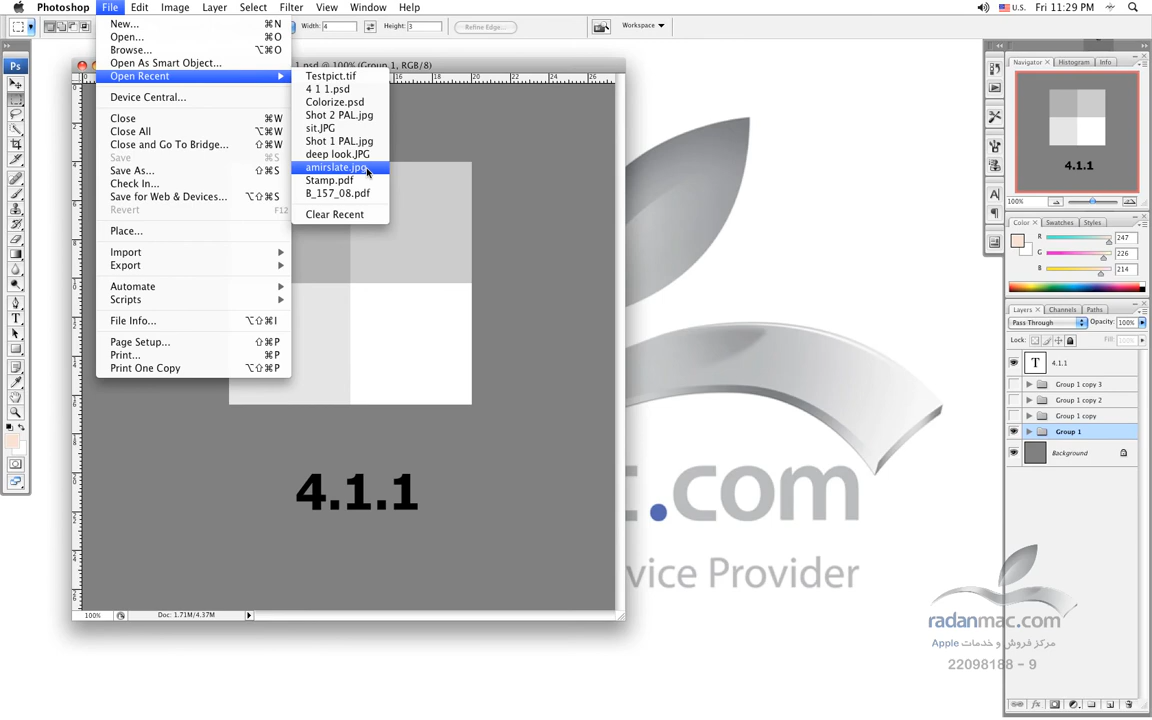 Photoshop File Edit Image Layer Select Filter View Window Help
U.S. Fri 11:29 PM
Width: 4 Height: 3 Refine Edge... Workspace
New... ⌘N
Open... ⌘O
Browse... ⌥⌘O
Open As Smart Object...
Open Recent
Device Central...
Close ⌘W
Close All ⌥⌘W
Close and Go To Bridge... ⇧⌘W
Save ⌘S
Save As... ⇧⌘S
Check In...
Save for Web & Devices... ⌥⇧⌘S
Revert F12
Place...
Import
Export
Automate
Scripts
File Info... ⌥⇧⌘I
Page Setup... ⇧⌘P
Print... ⌘P
Print One Copy ⌥⇧⌘P
Testpict.tif
4 1 1.psd
Colorize.psd
Shot 2 PAL.jpg
sit.JPG
Shot 1 PAL.jpg
deep look.JPG
amirslate.jpg
Stamp.pdf
B_157_08.pdf
Clear Recent
1.psd @ 100% (Group 1, RGB/8)
16 18 20 22 24 26
4.1.1
100% Doc: 1.71M/4.37M
Ps
.com
vice Provider
Navigator Histogram Info
4.1.1
100%
Color Swatches Styles
R 247
G 226
B 214
Layers Channels Paths
Pass Through Opacity: 100%
Lock: Fill: 100%
T 4.1.1
Group 1 copy 3
Group 1 copy 2
Group 1 copy
Group 1
Background
radanmac.com
مرکز فروش و خدمات Apple
22098188 - 9